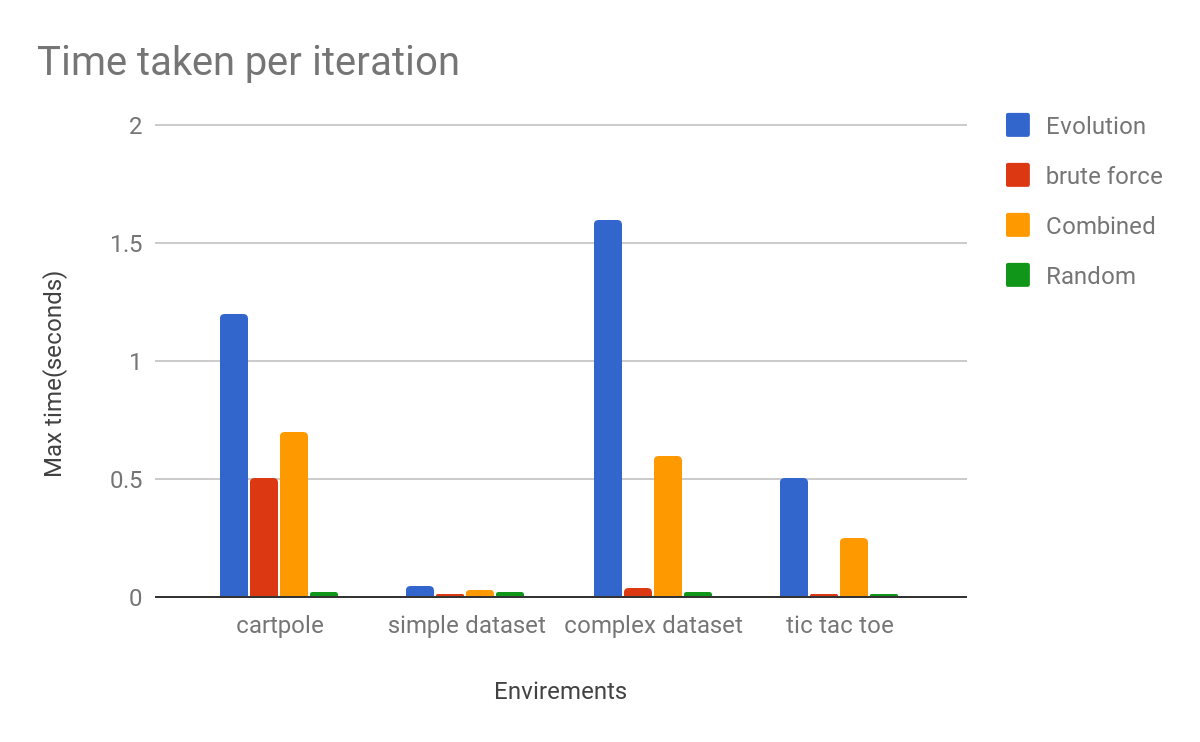 Time taken per iteration
2
1.5
1
0.5
0
Max time(seconds)
cartpole
simple dataset
complex dataset
tic tac toe
Envirements
Evolution
brute force
Combined
Random